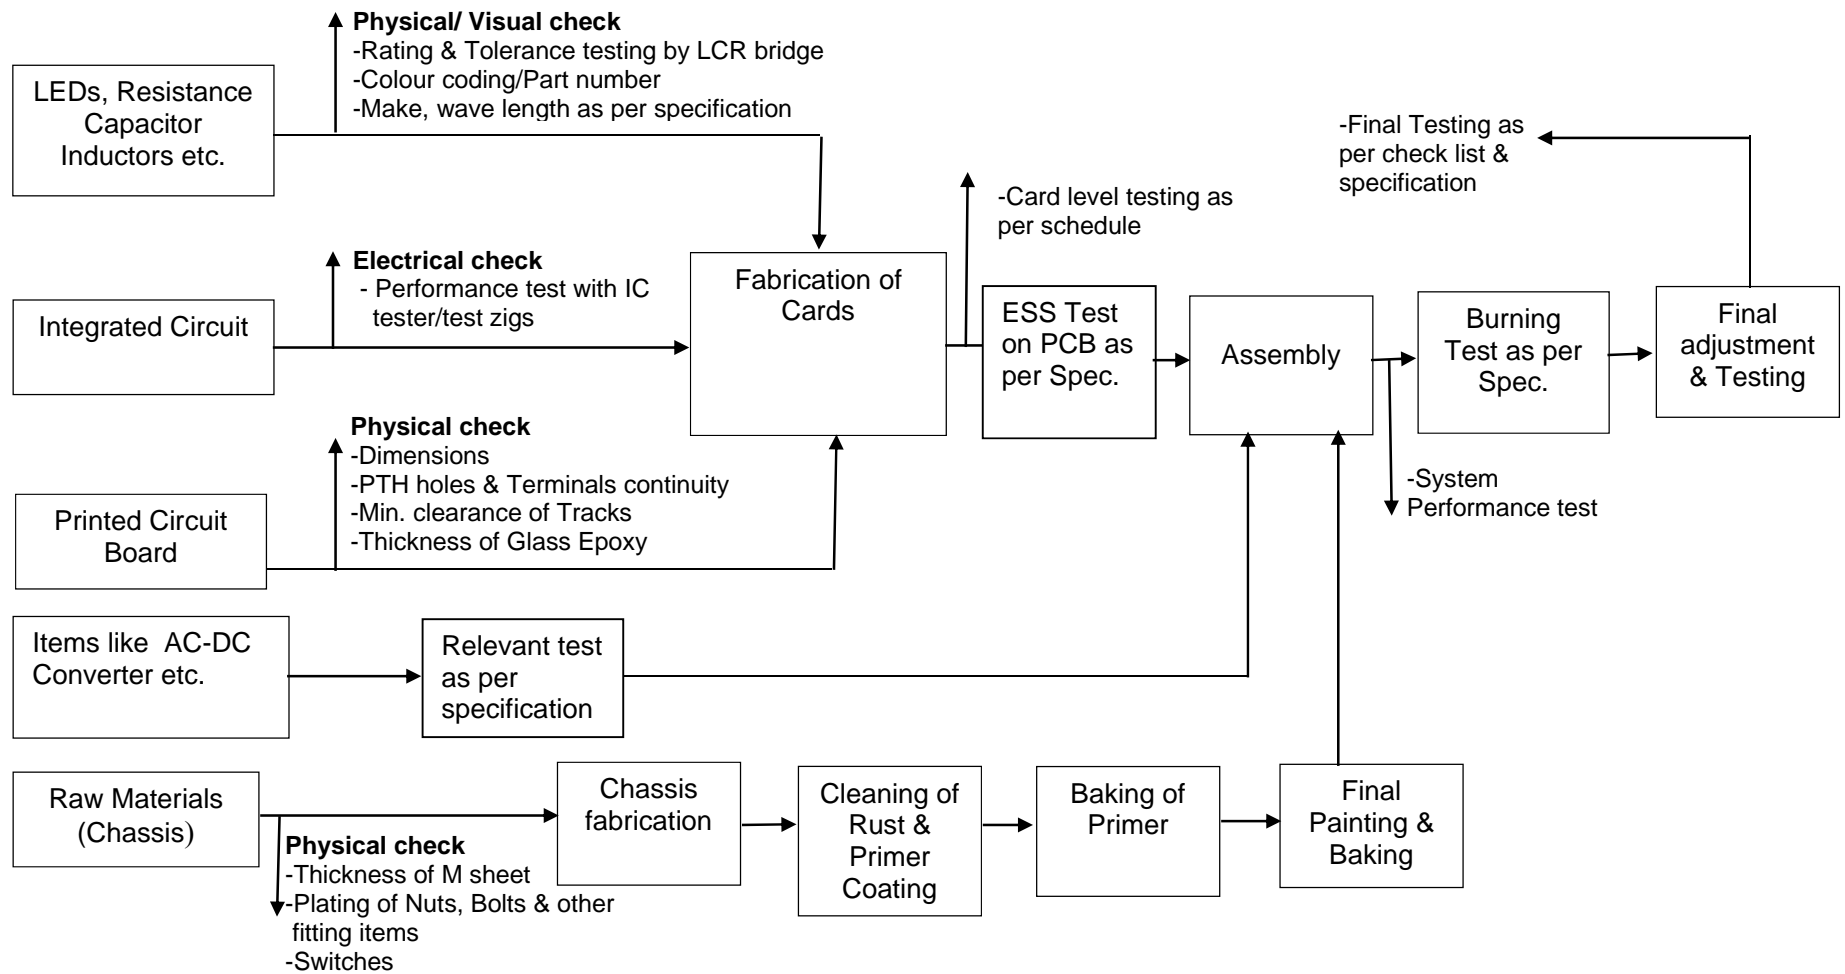 Physical/ Visual check
-Rating & Tolerance testing by LCR bridge
-Colour coding/Part number
-Make, wave length as per specification
LEDs, Resistance
Capacitor
Inductors etc.
-Final Testing as
per check list &
specification
-Card level testing as
per schedule
Electrical check
- Performance test with IC
tester/test zigs
Integrated Circuit
Fabrication of
Cards
ESS Test
on PCB as
per Spec.
Assembly
Burning
Test as per
Spec.
Final
adjustment
& Testing
Physical check
-Dimensions
-PTH holes & Terminals continuity
-Min. clearance of Tracks
-Thickness of Glass Epoxy
Printed Circuit
Board
-System
Performance test
Items like AC-DC
Converter etc.
Relevant test
as per
specification
Raw Materials
(Chassis)
Physical check
-Thickness of M sheet
-Plating of Nuts, Bolts & other
fitting items
-Switches
Chassis
fabrication
Cleaning of
Rust &
Primer
Coating
Baking of
Primer
Final
Painting &
Baking